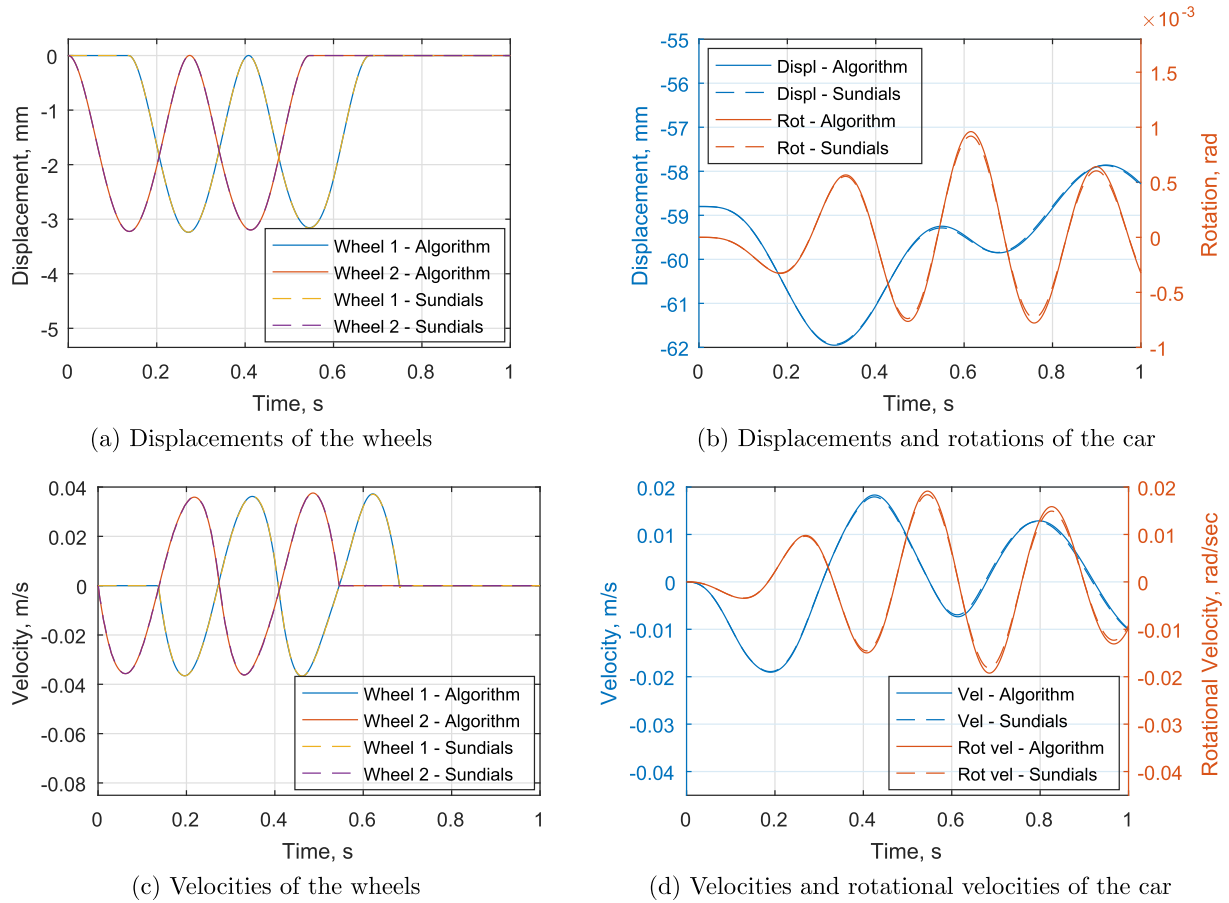 0
-1
-2
-3
-4
-5
Displacement, mm
Wheel 1 - Algorithm
Wheel 2 - Algorithm
Wheel 1 - Sundials
Wheel 2 - Sundials
0 0.2 0.4 0.6 0.8 1
Time, s
(a) Displacements of the wheels
×10-3
-55
-56
-57
-58
-59
-60
-61
-62
Displacement, mm
Displ - Algorithm
Displ - Sundials
Rot - Algorithm
Rot - Sundials
1.5
1
0.5
0
-0.5
-1
Rotation, rad
0 0.2 0.4 0.6 0.8 1
Time, s
(b) Displacements and rotations of the car
0.04
0.02
0
-0.02
-0.04
-0.06
-0.08
Velocity, m/s
Wheel 1 - Algorithm
Wheel 2 - Algorithm
Wheel 1 - Sundials
Wheel 2 - Sundials
0 0.2 0.4 0.6 0.8 1
Time, s
(c) Velocities of the wheels
0.02
0.01
0
-0.01
-0.02
-0.03
-0.04
Velocity, m/s
Vel - Algorithm
Vel - Sundials
Rot vel - Algorithm
Rot vel - Sundials
0.02
0.01
0
-0.01
-0.02
-0.03
-0.04
Rotational Velocity, rad/sec
0 0.2 0.4 0.6 0.8 1
Time, s
(d) Velocities and rotational velocities of the car